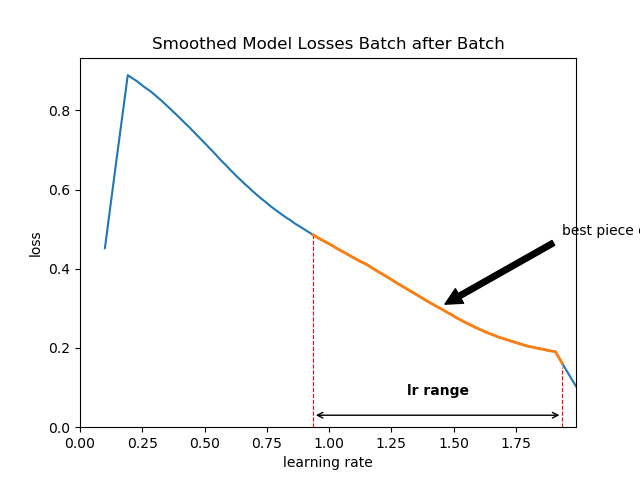 Smoothed Model Losses Batch after Batch
0.8
0.6
0.4
0.2
0.0
loss
best piece
lr range
0.00 0.25 0.50 0.75 1.00 1.25 1.50 1.75
learning rate